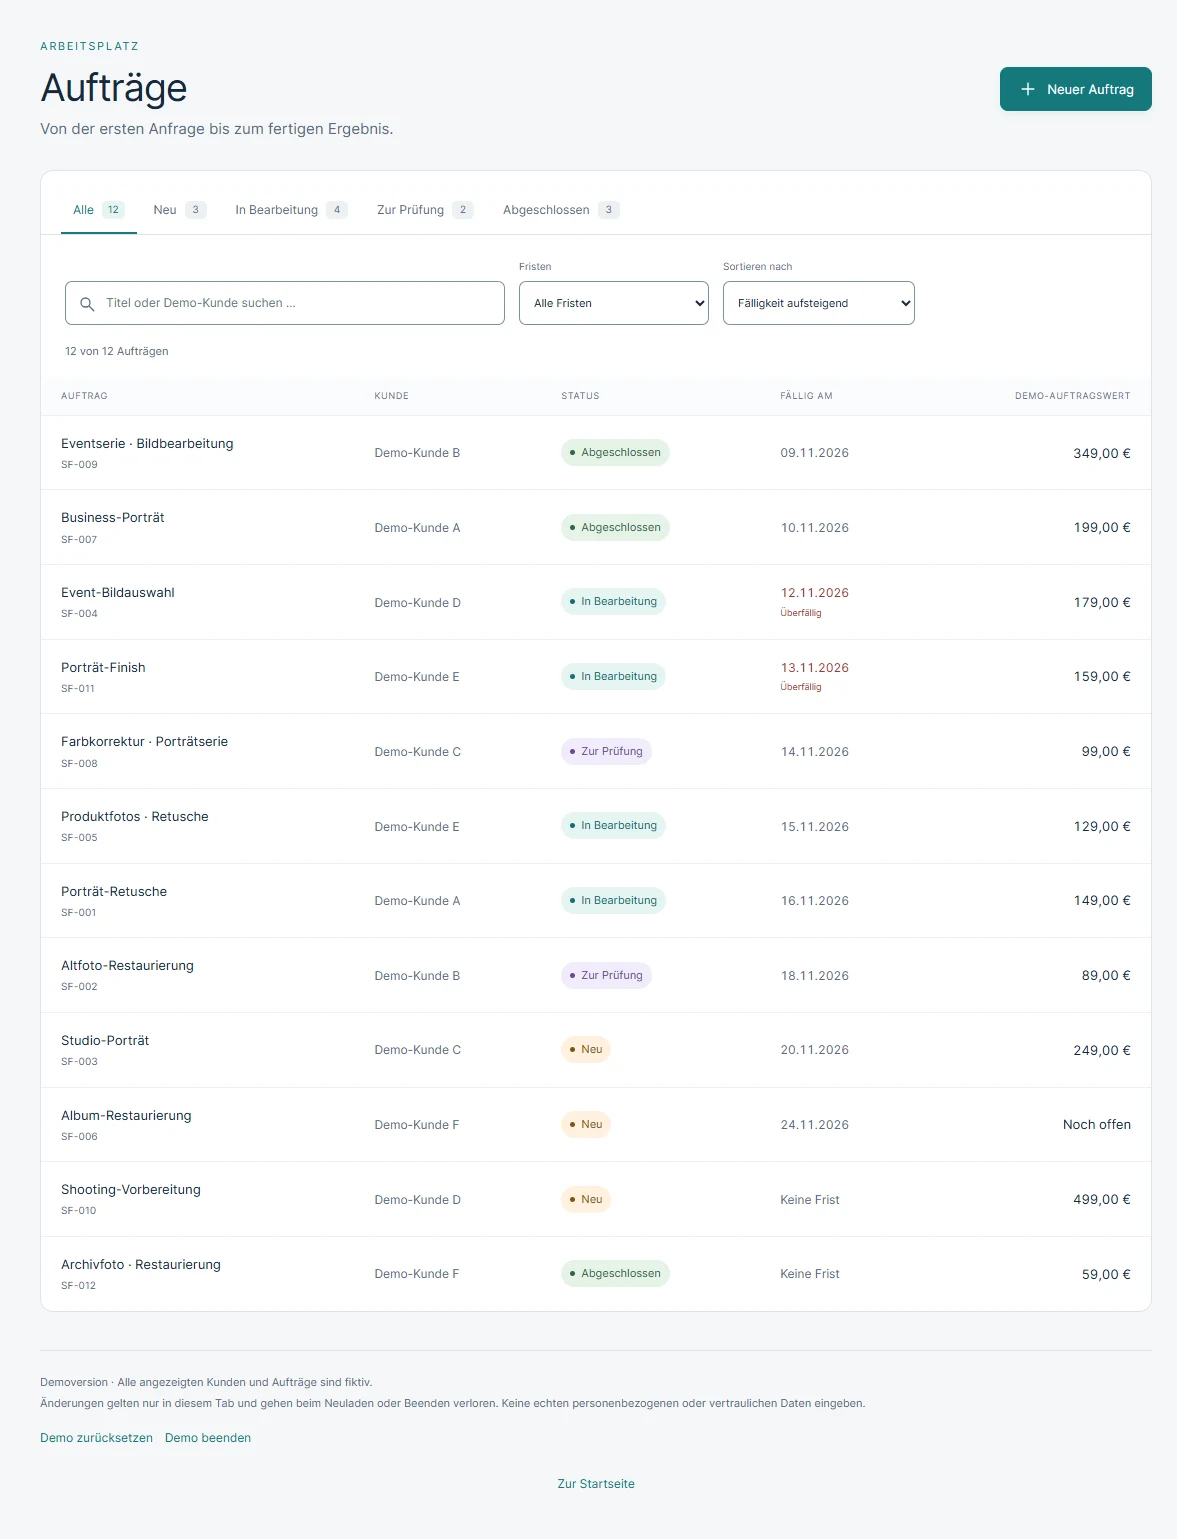 ARBEITSPLATZ
Aufträge
Von der ersten Anfrage bis zum fertigen Ergebnis.
Neuer Auftrag
Alle 12 Neu 3 In Bearbeitung 4 Zur Prüfung 2 Abgeschlossen 3
Fristen Sortieren nach
Titel oder Demo-Kunde suchen ... Alle Fristen Fälligkeit aufsteigend
12 von 12 Aufträgen
AUFTRAG KUNDE STATUS FÄLLIG AM DEMO-AUFTRAGSWERT
Eventserie · Bildbearbeitung
SF-009
Demo-Kunde B Abgeschlossen 09.11.2026 349,00 €
Business-Porträt
SF-007
Demo-Kunde A Abgeschlossen 10.11.2026 199,00 €
Event-Bildauswahl
SF-004
Demo-Kunde D In Bearbeitung 12.11.2026
Überfällig
179,00 €
Porträt-Finish
SF-011
Demo-Kunde E In Bearbeitung 13.11.2026
Überfällig
159,00 €
Farbkorrektur · Porträtserie
SF-008
Demo-Kunde C Zur Prüfung 14.11.2026 99,00 €
Produktfotos · Retusche
SF-005
Demo-Kunde E In Bearbeitung 15.11.2026 129,00 €
Porträt-Retusche
SF-001
Demo-Kunde A In Bearbeitung 16.11.2026 149,00 €
Altfoto-Restaurierung
SF-002
Demo-Kunde B Zur Prüfung 18.11.2026 89,00 €
Studio-Porträt
SF-003
Demo-Kunde C Neu 20.11.2026 249,00 €
Album-Restaurierung
SF-006
Demo-Kunde F Neu 24.11.2026 Noch offen
Shooting-Vorbereitung
SF-010
Demo-Kunde D Neu Keine Frist 499,00 €
Archivfoto · Restaurierung
SF-012
Demo-Kunde F Abgeschlossen Keine Frist 59,00 €
Demoversion · Alle angezeigten Kunden und Aufträge sind fiktiv.
Änderungen gelten nur in diesem Tab und gehen beim Neuladen oder Beenden verloren. Keine echten personenbezogenen oder vertraulichen Daten eingeben.
Demo zurücksetzen Demo beenden
Zur Startseite